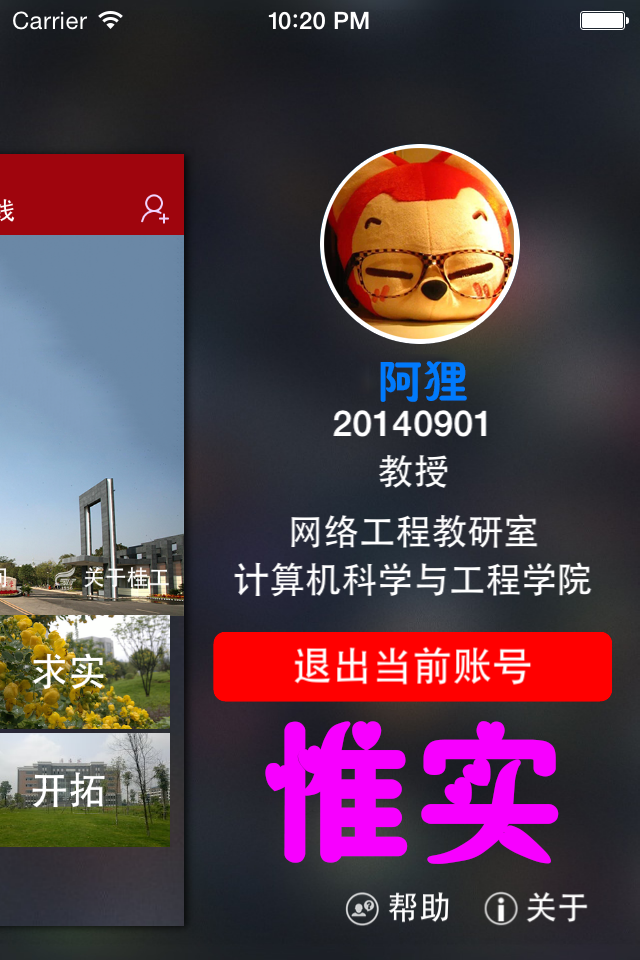 Carrier 10:20 PM
线
关于桂工
求实
开拓
阿狸
20140901
教授
网络工程教研室
计算机科学与工程学院
退出当前账号
惟实
帮助 关于